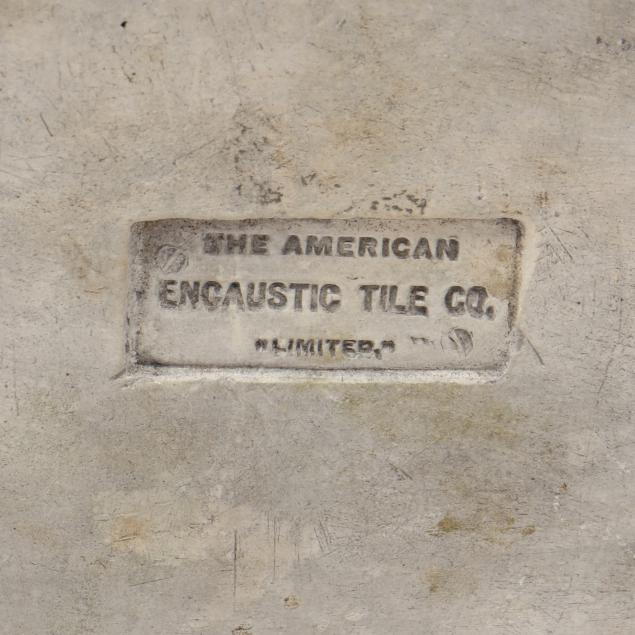 THE AMERICAN
ENCAUSTIC TILE CO.
"LIMITED,"